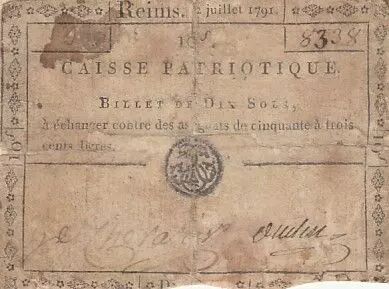 Reims. 2 juillet 1791.
10ˢ. 8338
CAISSE PATRIOTIQUE.
BILLET DE DIX SOLS,
à échanger contre des assignats de cinquante à trois
cents livres.